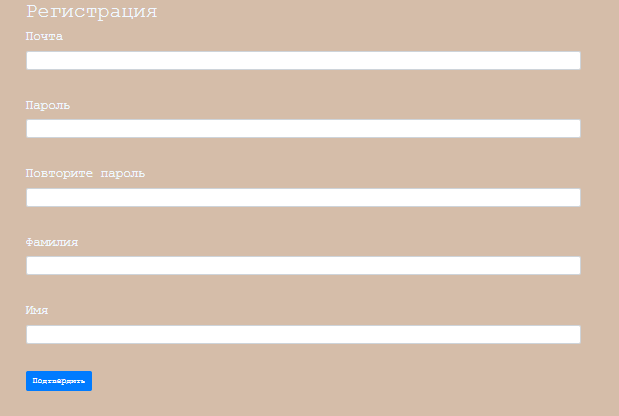 Регистрация
Почта
Пароль
Повторите пароль
Фамилия
Имя
Подтвердить